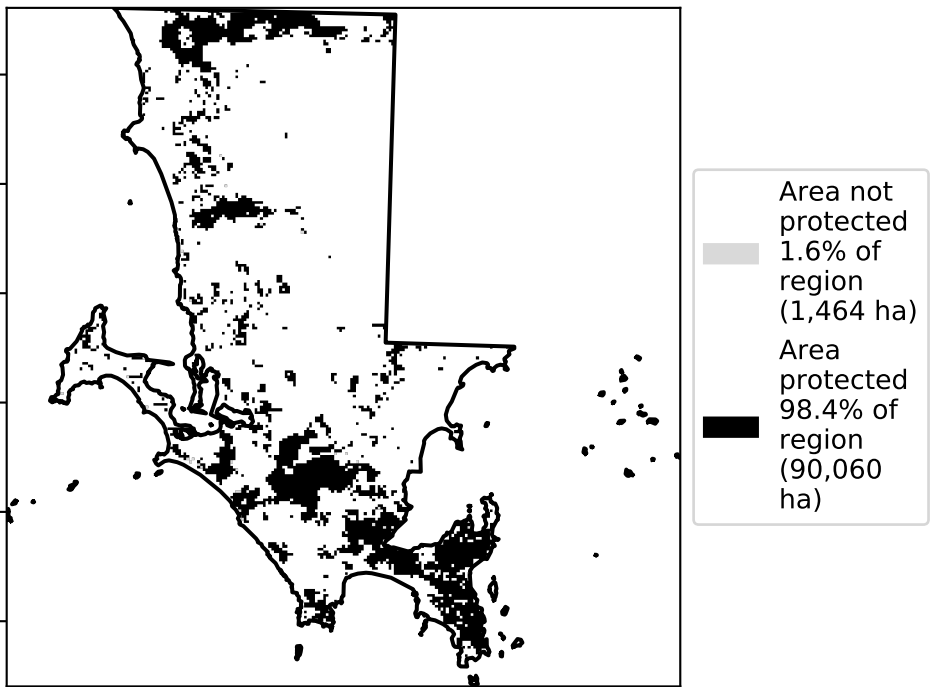 Area not
protected
1.6% of
region
(1,464 ha)
Area
protected
98.4% of
region
(90,060
ha)